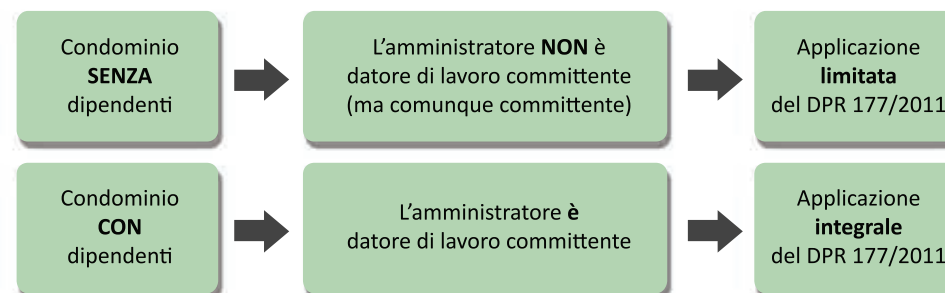 Condominio
SENZA
dipendenti
L'amministratore NON è
datore di lavoro committente
(ma comunque committente)
Applicazione
limitata
del DPR 177/2011
Condominio
CON
dipendenti
L'amministratore è
datore di lavoro committente
Applicazione
integrale
del DPR 177/2011